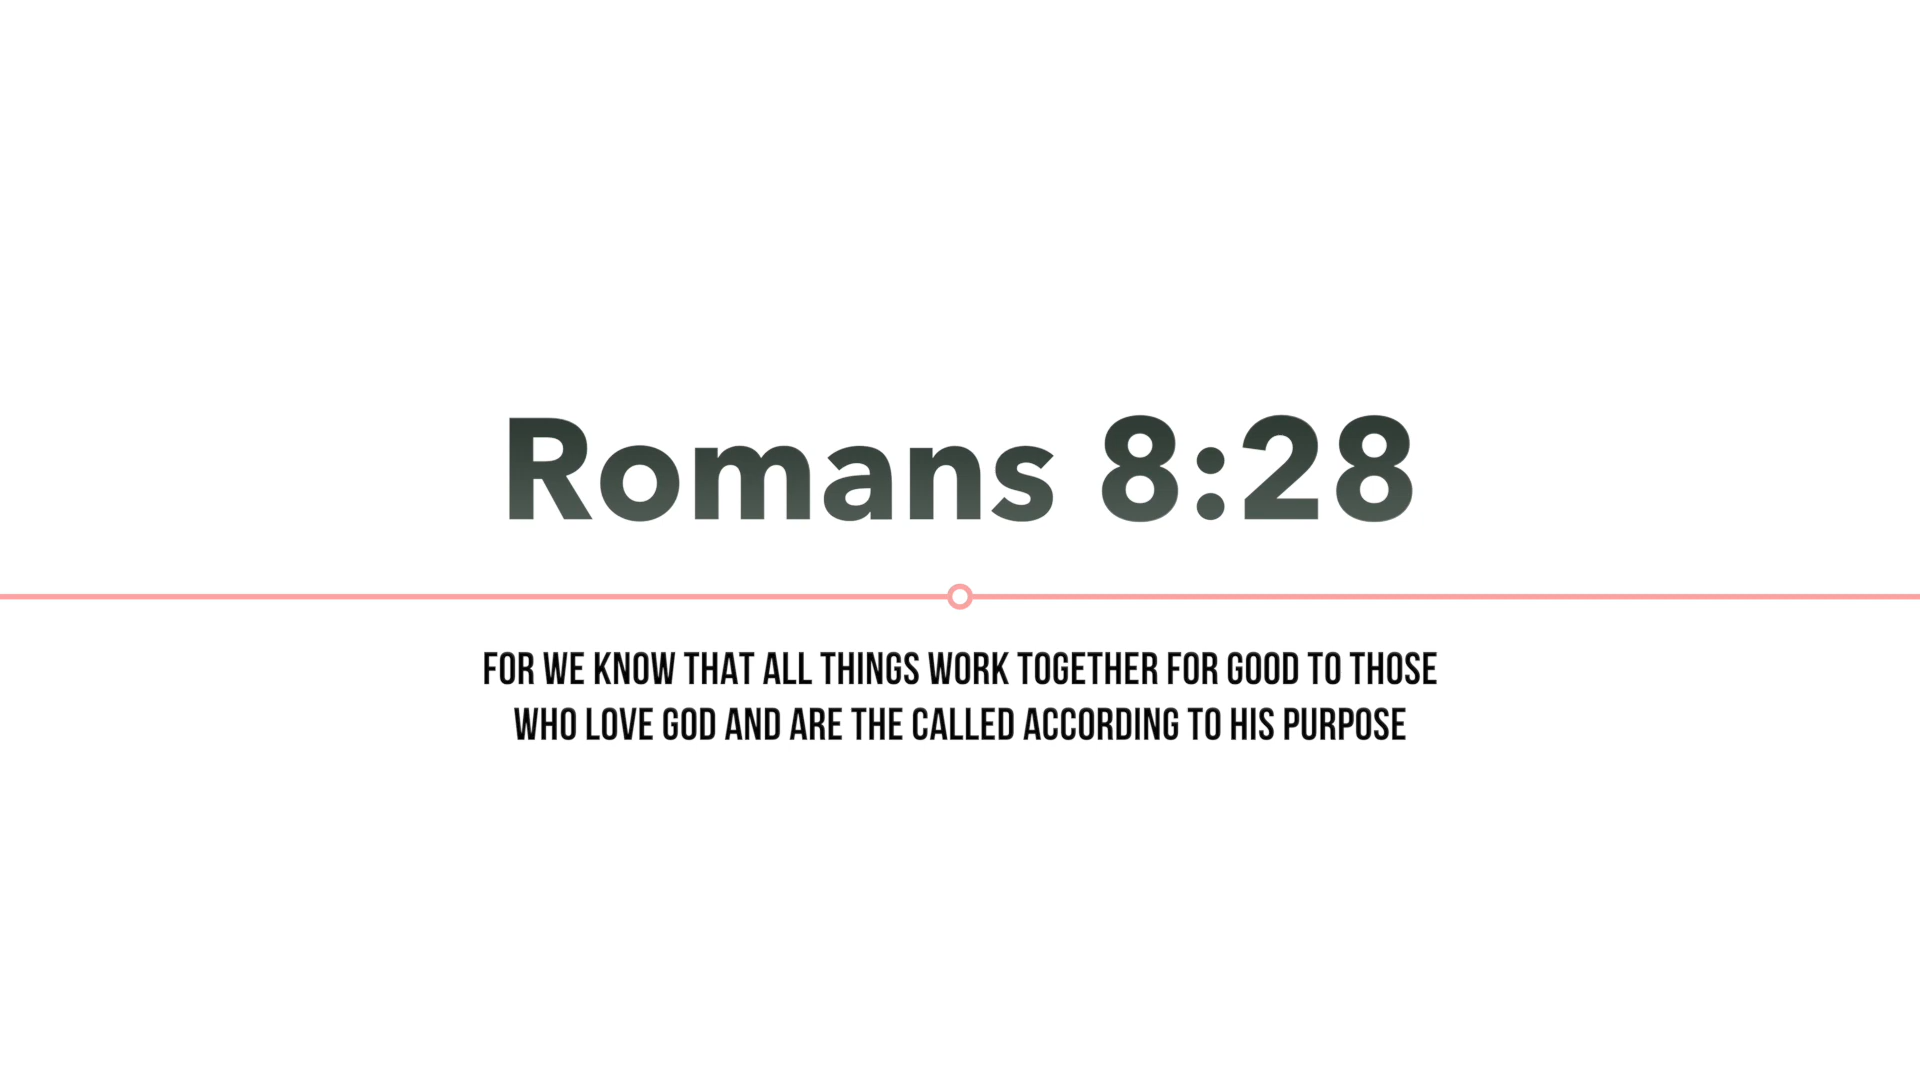 Romans 8:28
FOR WE KNOW THAT ALL THINGS WORK TOGETHER FOR GOOD TO THOSE
WHO LOVE GOD AND ARE THE CALLED ACCORDING TO HIS PURPOSE